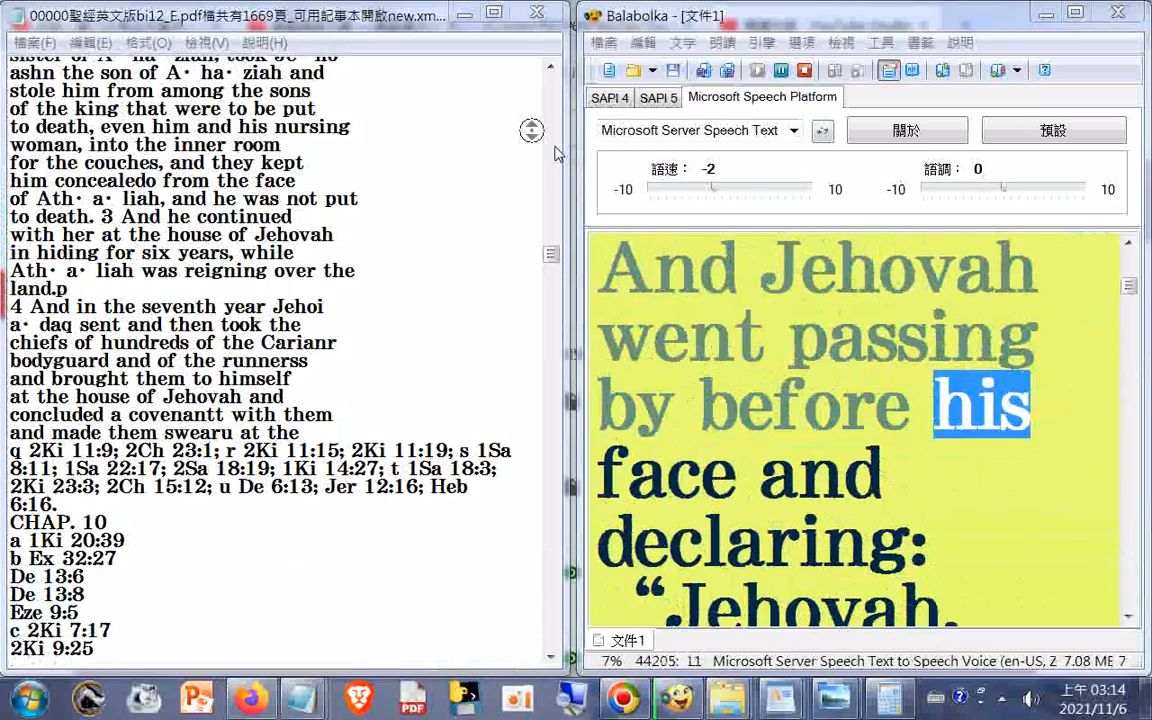 00000聖經英文版bi12_E.pdf檔共有1669頁_可用記事本開啟new.xm...
檔案(F) 編輯(E) 格式(O) 檢視(V) 說明(H)
sister of A· ha· ziah, took Je· ho
ashn the son of A· ha· ziah and
stole him from among the sons
of the king that were to be put
to death, even him and his nursing
woman, into the inner room
for the couches, and they kept
him concealedo from the face
of Ath· a· liah, and he was not put
to death. 3 And he continued
with her at the house of Jehovah
in hiding for six years, while
Ath· a· liah was reigning over the
land.p
4 And in the seventh year Jehoi
a· daq sent and then took the
chiefs of hundreds of the Carianr
bodyguard and of the runnerss
and brought them to himself
at the house of Jehovah and
concluded a covenantt with them
and made them swearu at the
q 2Ki 11:9; 2Ch 23:1; r 2Ki 11:15; 2Ki 11:19; s 1Sa
8:11; 1Sa 22:17; 2Sa 18:19; 1Ki 14:27; t 1Sa 18:3;
2Ki 23:3; 2Ch 15:12; u De 6:13; Jer 12:16; Heb
6:16.
CHAP. 10
a 1Ki 20:39
b Ex 32:27
De 13:6
De 13:8
Eze 9:5
c 2Ki 7:17
2Ki 9:25
Balabolka - [文件1]
檔案 編輯 文字 朗讀 引擎 選項 檢視 工具 書籤 說明
SAPI 4 SAPI 5 Microsoft Speech Platform
Microsoft Server Speech Text 關於 預設
語速： -2 語調： 0
-10 10 -10 10
And Jehovah
went passing
by before his
face and
declaring:
“Jehovah,
文件1
7% 44205: 11 Microsoft Server Speech Text to Speech Voice (en-US, Z 7.08 ME 7
PDF
上午 03:14
2021/11/6